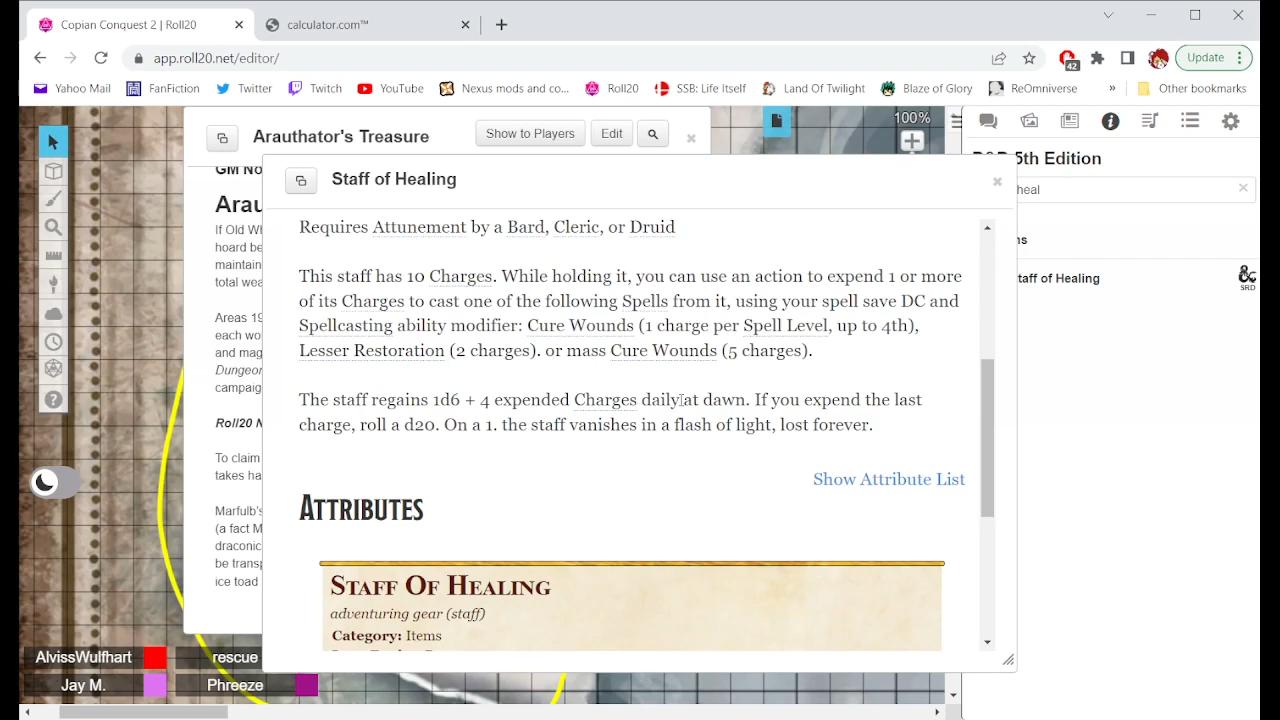 Copian Conquest 2 | Roll20
calculator.com™
app.roll20.net/editor/
42
Update
Yahoo Mail
FanFiction
Twitter
Twitch
YouTube
Nexus mods and co...
Roll20
SSB: Life Itself
Land Of Twilight
Blaze of Glory
ReOmniverse
»
Other bookmarks
Arauthator's Treasure
Show to Players
Edit
100%
D&D 5th Edition
heal
GM No
Arau
If Old Wh
hoard be
maintain
total wea
Areas 19
each wo
and mag
Dungeon
campaig
Roll20 N
To claim
takes ha
Marfulb's
(a fact M
draconic
be transp
ice toad
Staff of Healing
Requires Attunement by a Bard, Cleric, or Druid
This staff has 10 Charges. While holding it, you can use an action to expend 1 or more
of its Charges to cast one of the following Spells from it, using your spell save DC and
Spellcasting ability modifier: Cure Wounds (1 charge per Spell Level, up to 4th),
Lesser Restoration (2 charges). or mass Cure Wounds (5 charges).
The staff regains 1d6 + 4 expended Charges daily at dawn. If you expend the last
charge, roll a d20. On a 1. the staff vanishes in a flash of light, lost forever.
Show Attribute List
Attributes
Staff Of Healing
adventuring gear (staff)
Category: Items
ms
taff of Healing
SRD
AlvissWulfhart
rescue
Jay M.
Phreeze